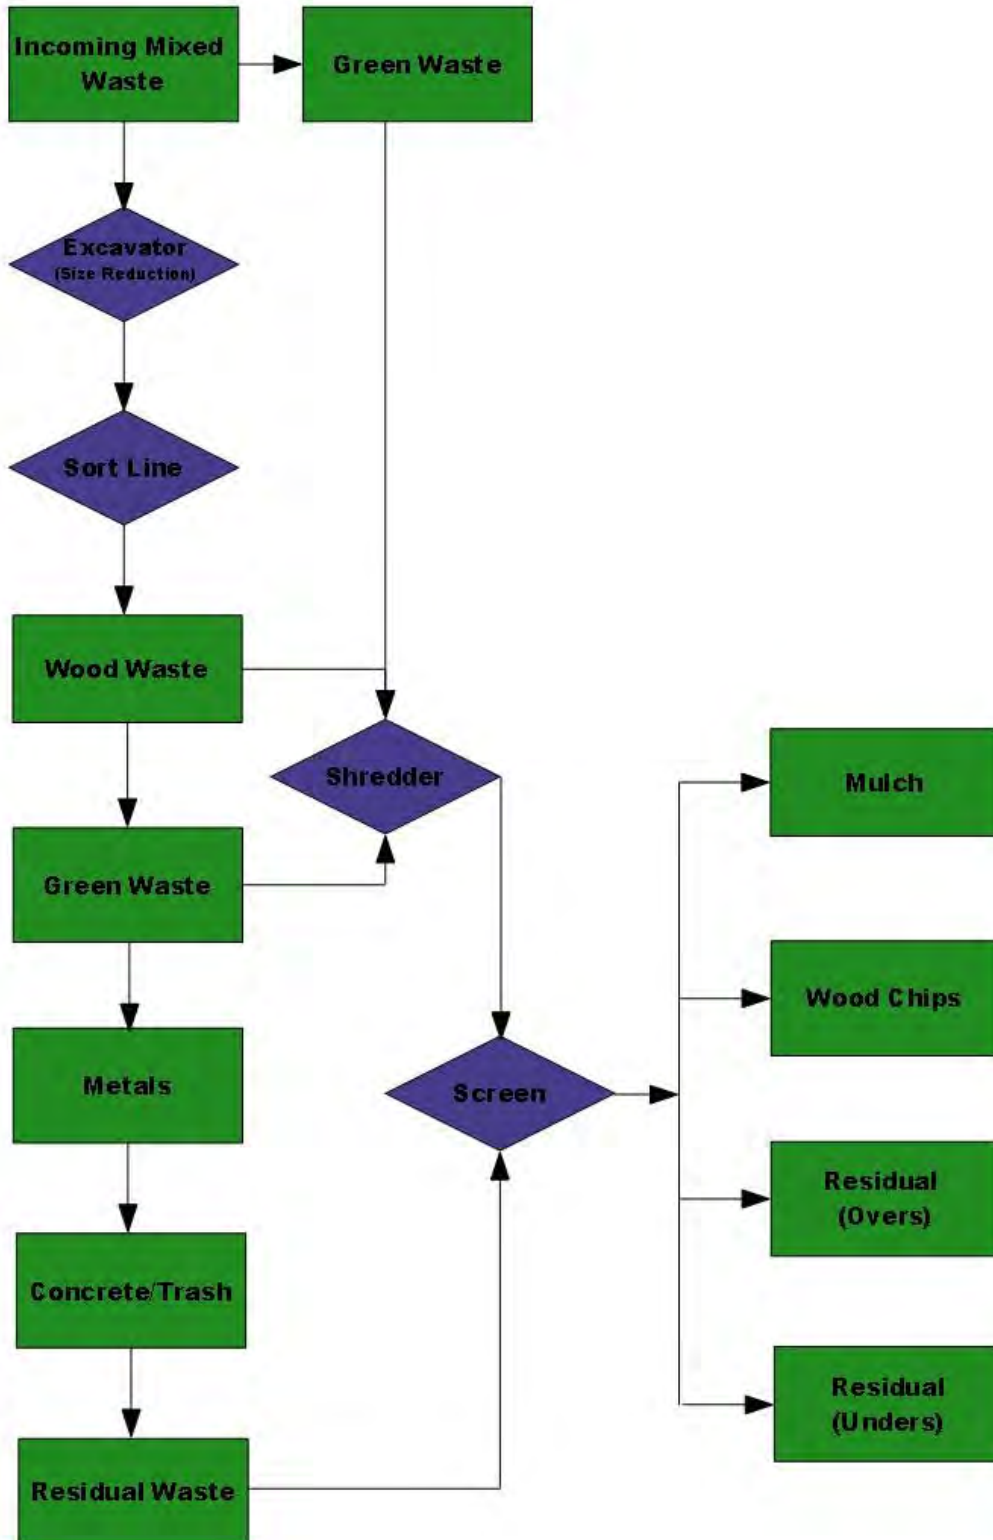 Incoming Mixed
Waste
Green Waste
Excavator
(Size Reduction)
Sort Line
Wood Waste
Shredder
Mulch
Green Waste
Wood Chips
Metals
Screen
Residual
(Overs)
Concrete/Trash
Residual
(Unders)
Residual Waste